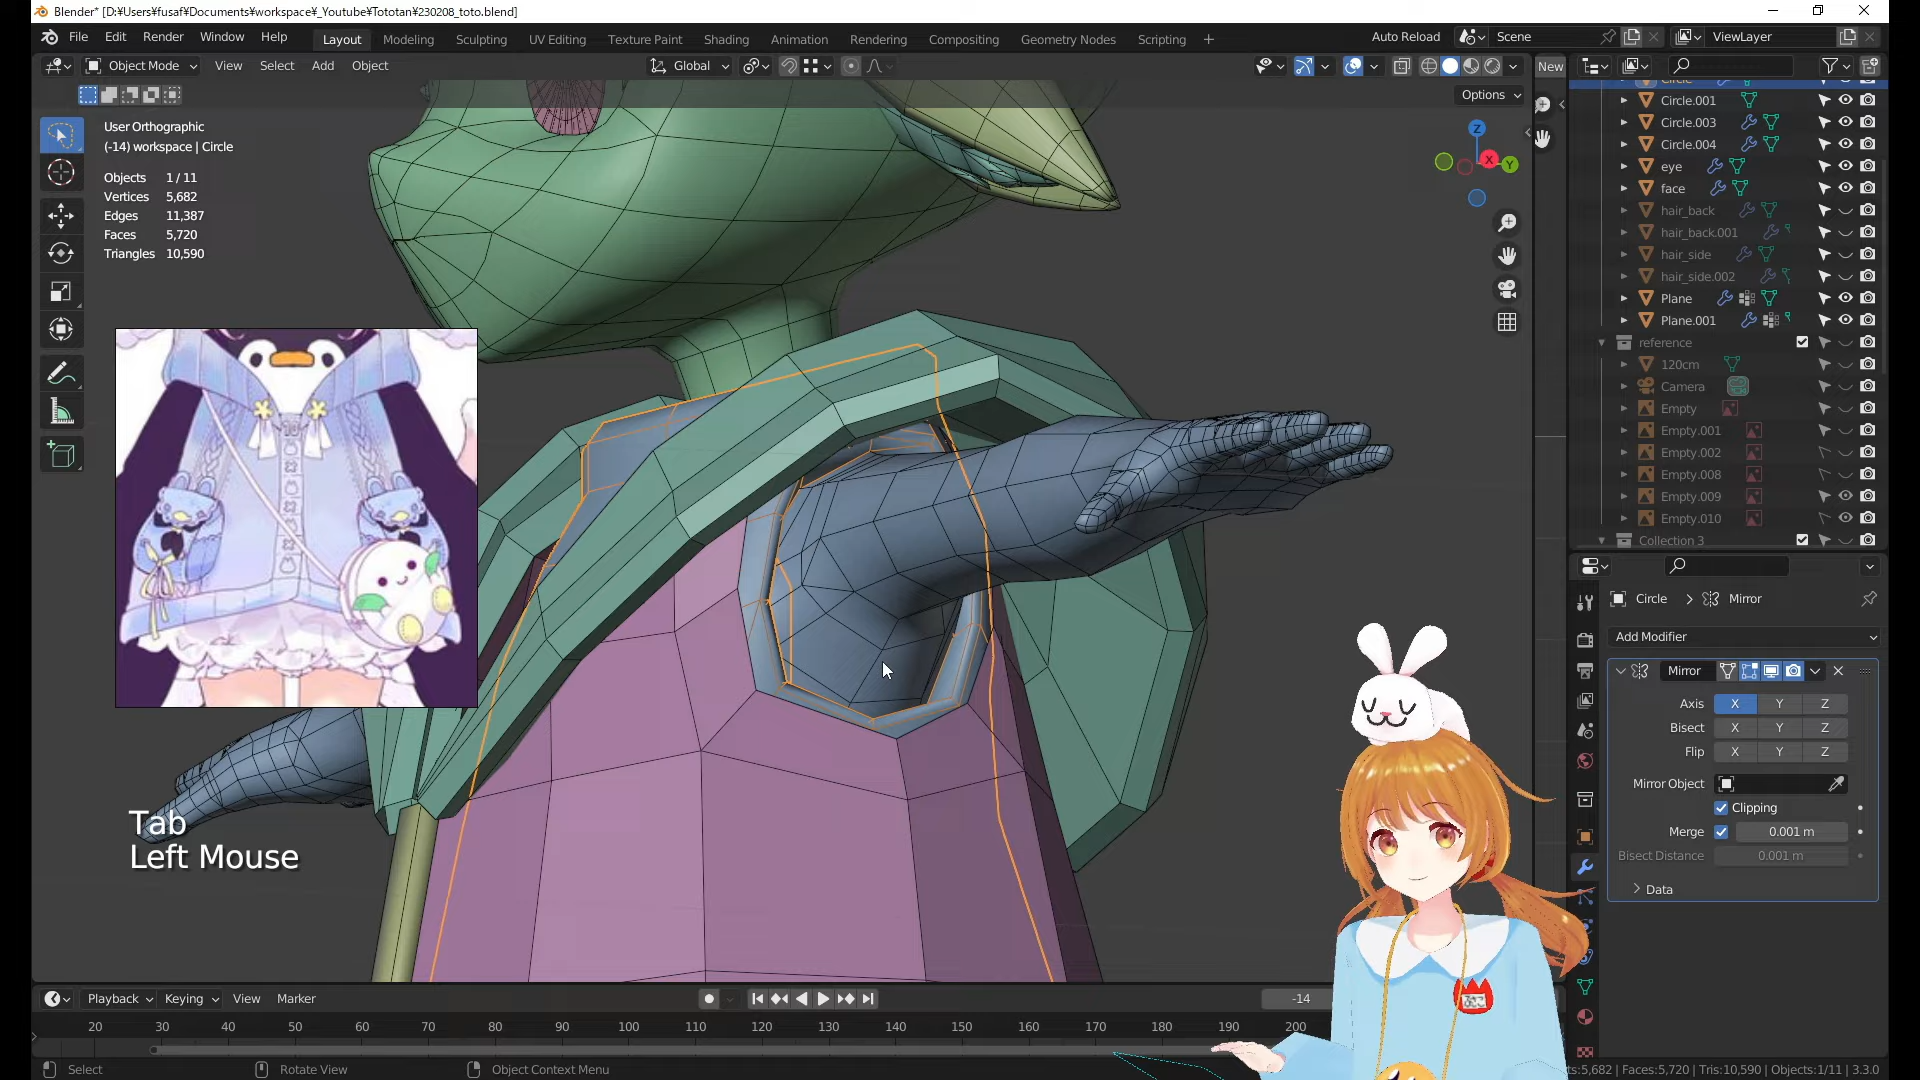 Blender* [D:¥Users¥fusaf¥Documents¥workspace¥_Youtube¥Tototan¥230208_toto.blend]
File Edit Render Window Help Layout Modeling Sculpting UV Editing Texture Paint Shading Animation Rendering Compositing Geometry Nodes Scripting + Auto Reload Scene ViewLayer
Object Mode View Select Add Object Global New
Options
User Orthographic
(-14) workspace | Circle
Objects 1 / 11
Vertices 5,682
Edges 11,387
Faces 5,720
Triangles 10,590
Z
X
Y
Circle
Circle.001
Circle.003
Circle.004
eye
face
hair_back
hair_back.001
hair_side
hair_side.002
Plane
Plane.001
reference
120cm
Camera
Empty
Empty.001
Empty.002
Empty.008
Empty.009
Empty.010
Collection 3
Circle > Mirror
Add Modifier
Mirror
Axis X Y Z
Bisect X Y Z
Flip X Y Z
Mirror Object
Clipping
Merge 0.001 m
Bisect Distance 0.001 m
Data
Tab
Left Mouse
Playback Keying View Marker -14
20 30 40 50 60 70 80 90 100 110 120 130 140 150 160 170 180 190 200
Select Rotate View Object Context Menu ts:5,682 | Faces:5,720 | Tris:10,590 | Objects:1/11 | 3.3.0